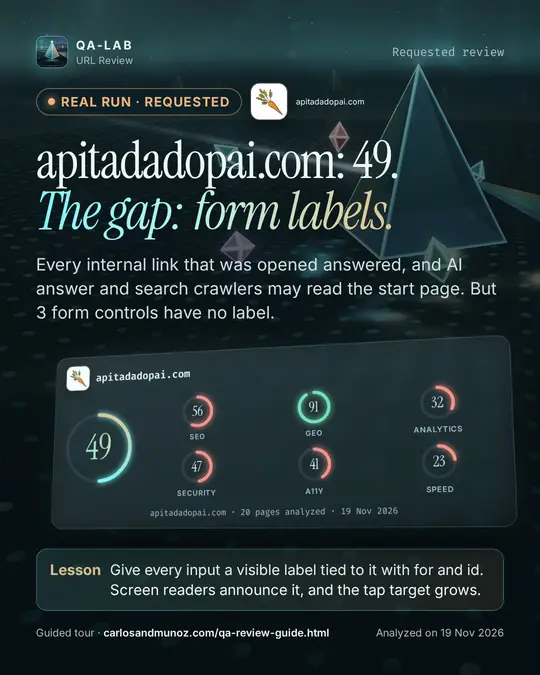 QA-LAB
URL Review
Requested review
REAL RUN · REQUESTED
apitadadopai.com
apitadadopai.com: 49.
The gap: form labels.
Every internal link that was opened answered, and AI
answer and search crawlers may read the start page. But
3 form controls have no label.
apitadadopai.com
49
56
SEO
91
GEO
32
ANALYTICS
47
SECURITY
41
A11Y
23
SPEED
apitadadopai.com · 20 pages analyzed · 19 Nov 2026
Lesson Give every input a visible label tied to it with for and id.
Screen readers announce it, and the tap target grows.
Guided tour · carlosandmunoz.com/qa-review-guide.html
Analyzed on 19 Nov 2026